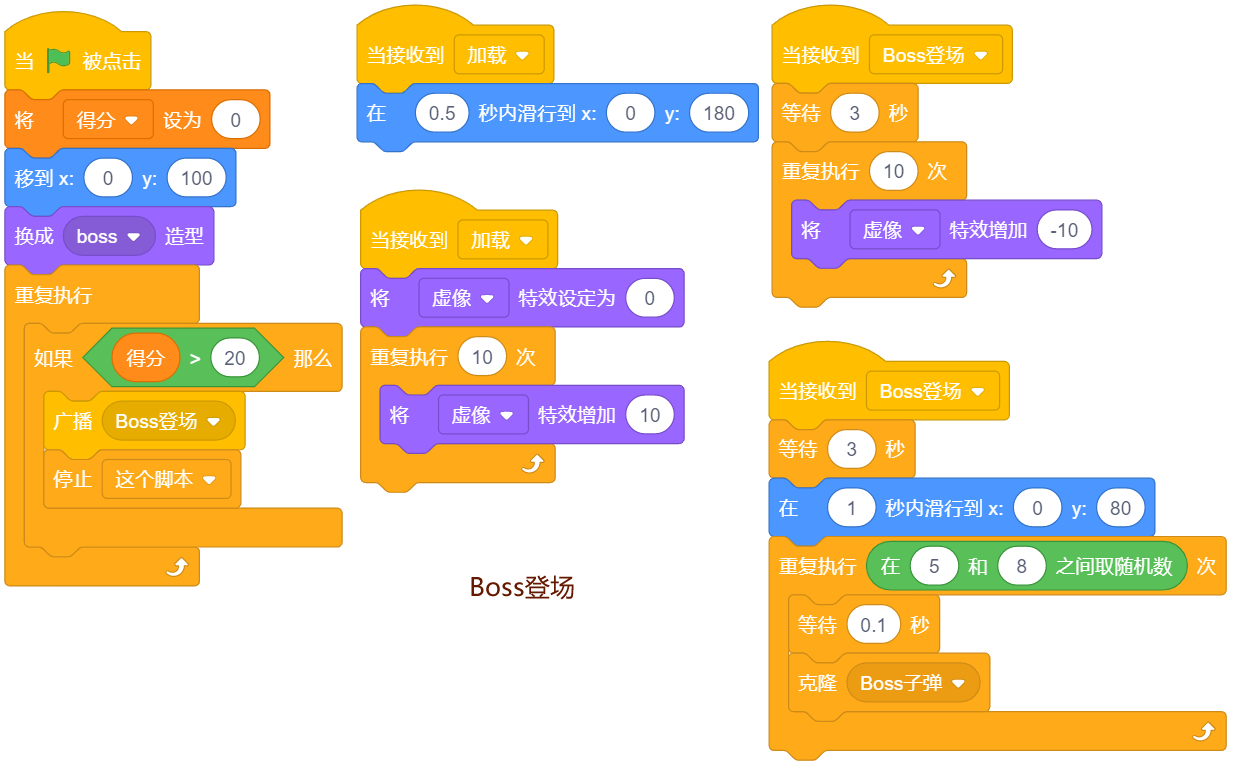 当 被点击
将 得分 设为 0
移到 x: 0 y: 100
换成 boss 造型
重复执行
如果 得分 > 20 那么
广播 Boss登场
停止 这个脚本
当接收到 加载
在 0.5 秒内滑行到 x: 0 y: 180
当接收到 加载
将 虚像 特效设定为 0
重复执行 10 次
将 虚像 特效增加 10
Boss登场
当接收到 Boss登场
等待 3 秒
重复执行 10 次
将 虚像 特效增加 -10
当接收到 Boss登场
等待 3 秒
在 1 秒内滑行到 x: 0 y: 80
重复执行 在 5 和 8 之间取随机数 次
等待 0.1 秒
克隆 Boss子弹